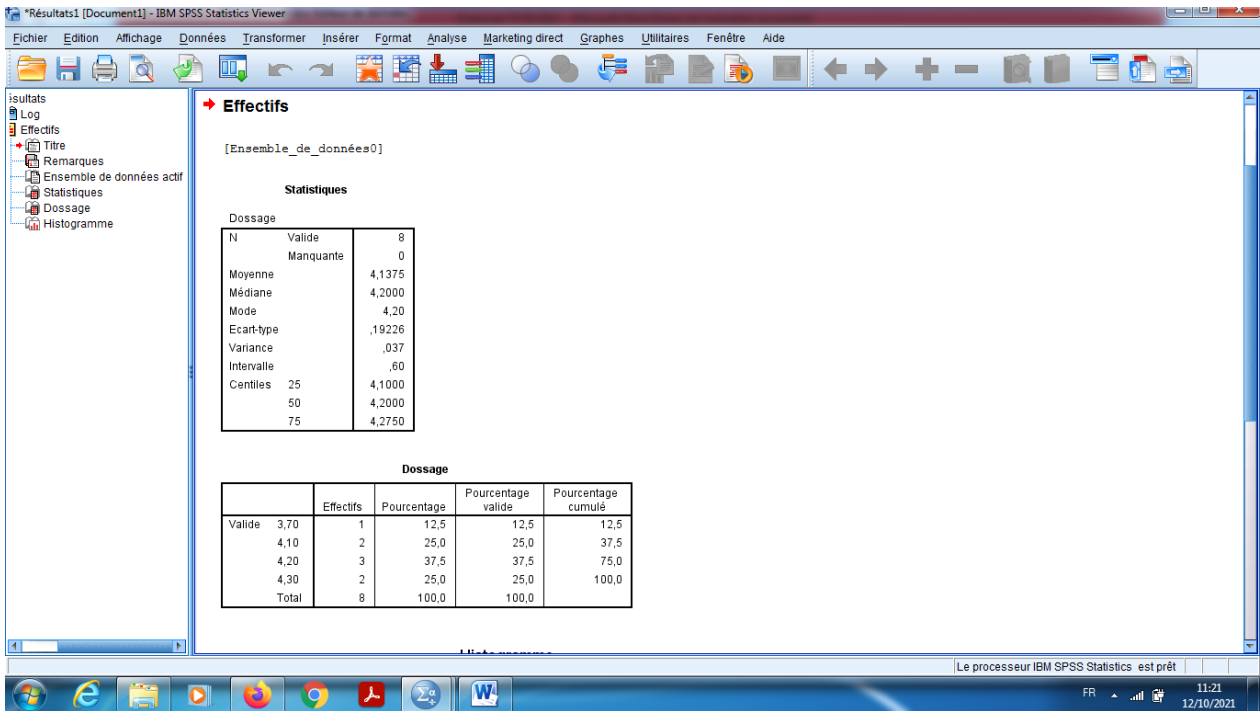 *Résultats1 [Document1] - IBM SPSS Statistics Viewer
Fichier Edition Affichage Données Transformer Insérer Format Analyse Marketing direct Graphes Utilitaires Fenêtre Aide
ésultats
Log
Effectifs
Titre
Remarques
Ensemble de données actif
Statistiques
Dossage
Histogramme
Effectifs
[Ensemble_de_données0]
Statistiques
Dossage
N Valide 8
Manquante 0
Moyenne 4,1375
Médiane 4,2000
Mode 4,20
Ecart-type ,19226
Variance ,037
Intervalle ,60
Centiles 25 4,1000
50 4,2000
75 4,2750
Dossage
Effectifs Pourcentage Pourcentage valide Pourcentage cumulé
Valide 3,70 1 12,5 12,5 12,5
4,10 2 25,0 25,0 37,5
4,20 3 37,5 37,5 75,0
4,30 2 25,0 25,0 100,0
Total 8 100,0 100,0
Le processeur IBM SPSS Statistics est prêt
FR 11:21
12/10/2021